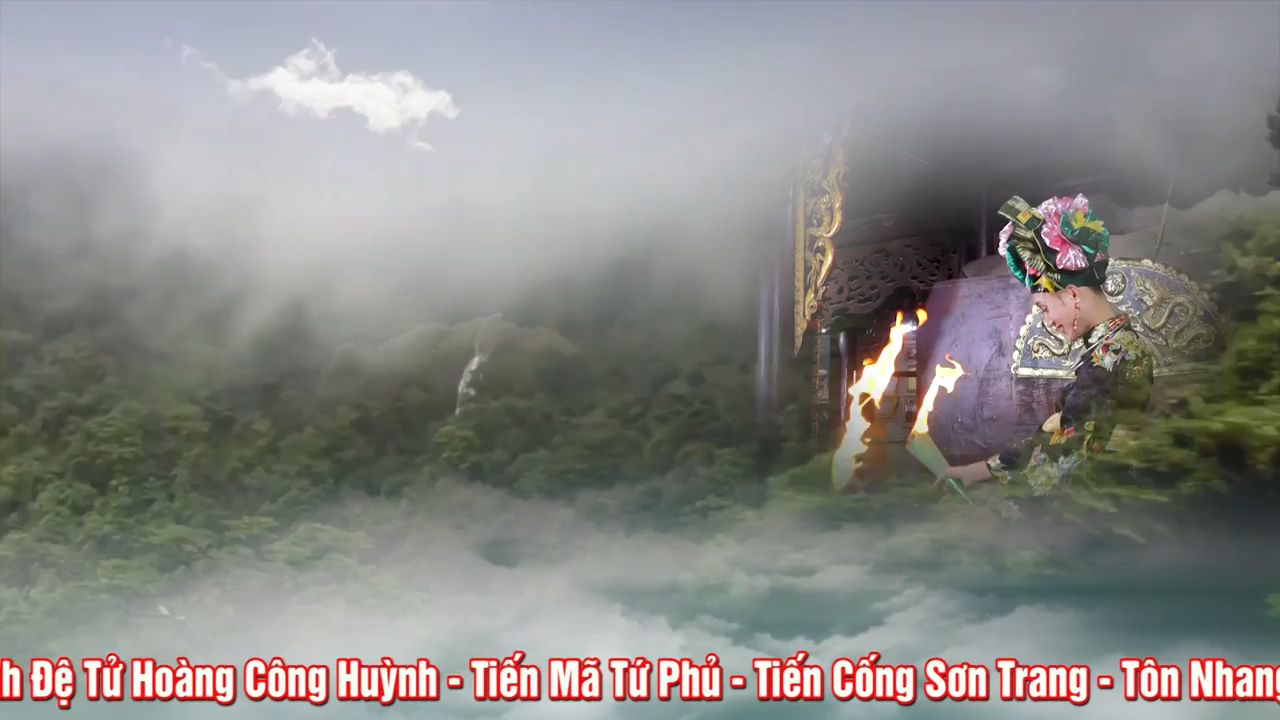 h Đệ Tử Hoàng Công Huỳnh - Tiến Mã Tứ Phủ - Tiến Cống Sơn Trang - Tôn Nhang